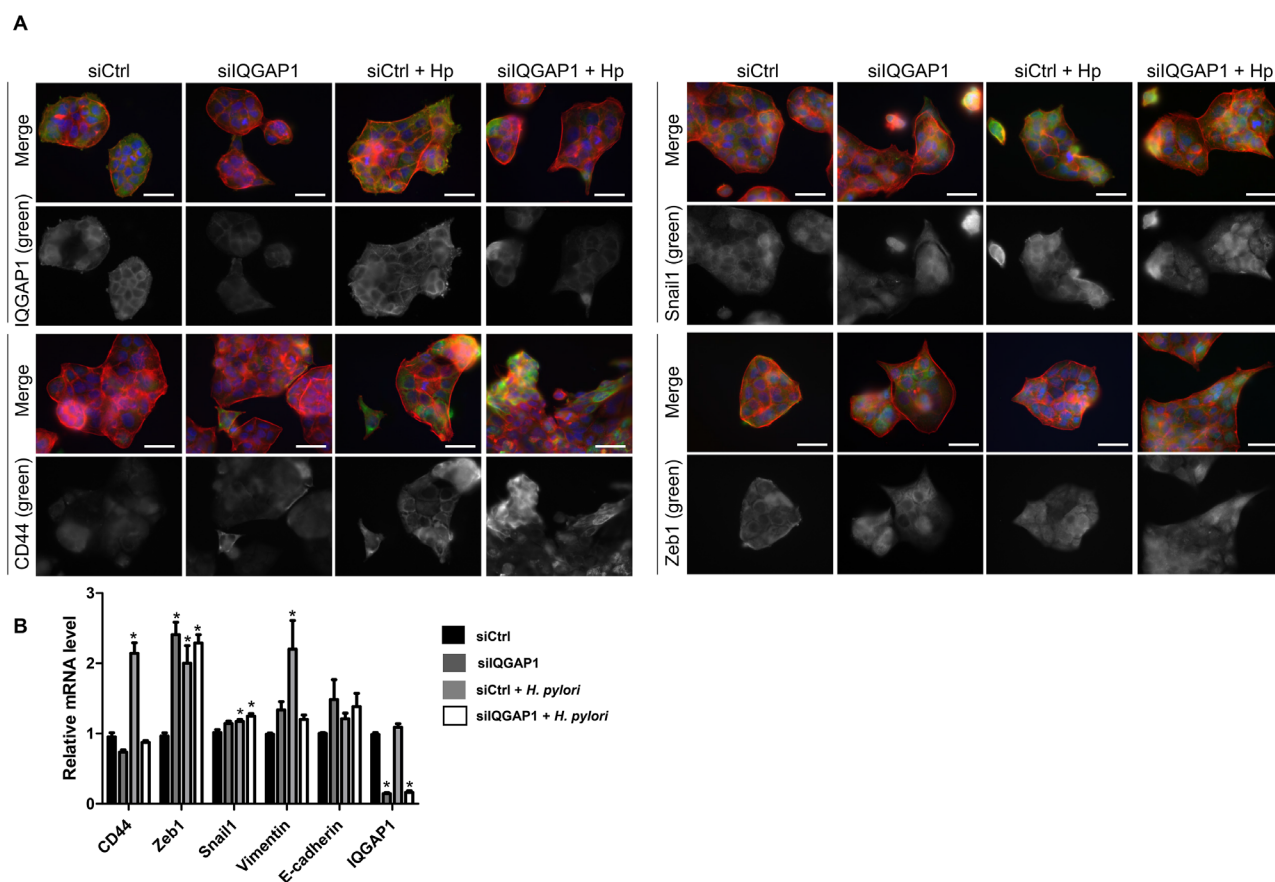 A
siCtrl siIQGAP1 siCtrl + Hp siIQGAP1 + Hp
Merge
IQGAP1 (green)
Merge
CD44 (green)
siCtrl siIQGAP1 siCtrl + Hp siIQGAP1 + Hp
Merge
Snail1 (green)
Merge
Zeb1 (green)
B
Relative mRNA level
3
2
1
0
* * * * * * * * *
CD44 Zeb1 Snail1 Vimentin E-cadherin IQGAP1
siCtrl
siIQGAP1
siCtrl + H. pylori
siIQGAP1 + H. pylori